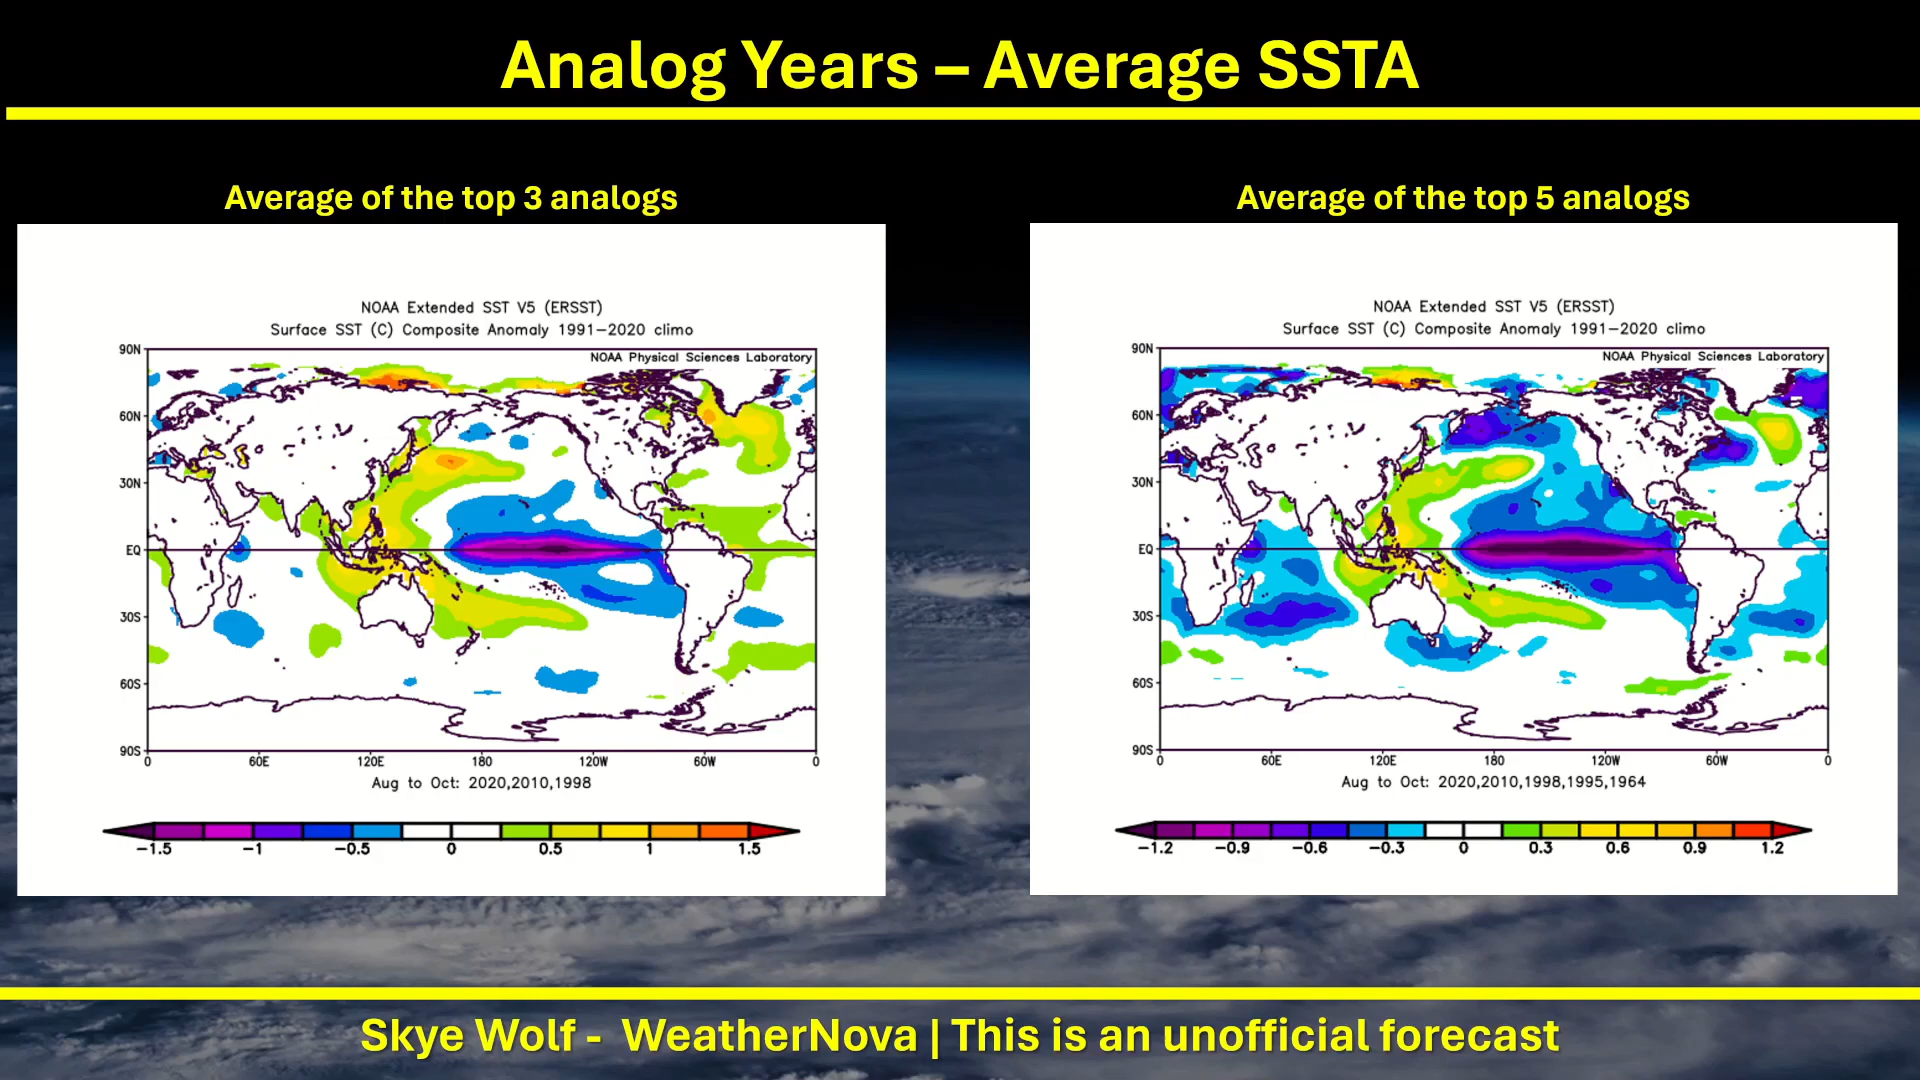 Analog Years – Average SSTA
Average of the top 3 analogs
NOAA Extended SST V5 (ERSST)
Surface SST (C) Composite Anomaly 1991–2020 climo
NOAA Physical Sciences Laboratory
90N
60N
30N
EQ
30S
60S
90S
0 60E 120E 180 120W 60W 0
Aug to Oct: 2020,2010,1998
−1.5 −1 −0.5 0 0.5 1 1.5
Average of the top 5 analogs
NOAA Extended SST V5 (ERSST)
Surface SST (C) Composite Anomaly 1991–2020 climo
NOAA Physical Sciences Laboratory
90N
60N
30N
EQ
30S
60S
90S
0 60E 120E 180 120W 60W 0
Aug to Oct: 2020,2010,1998,1995,1964
−1.2 −0.9 −0.6 −0.3 0 0.3 0.6 0.9 1.2
Skye Wolf - WeatherNova | This is an unofficial forecast